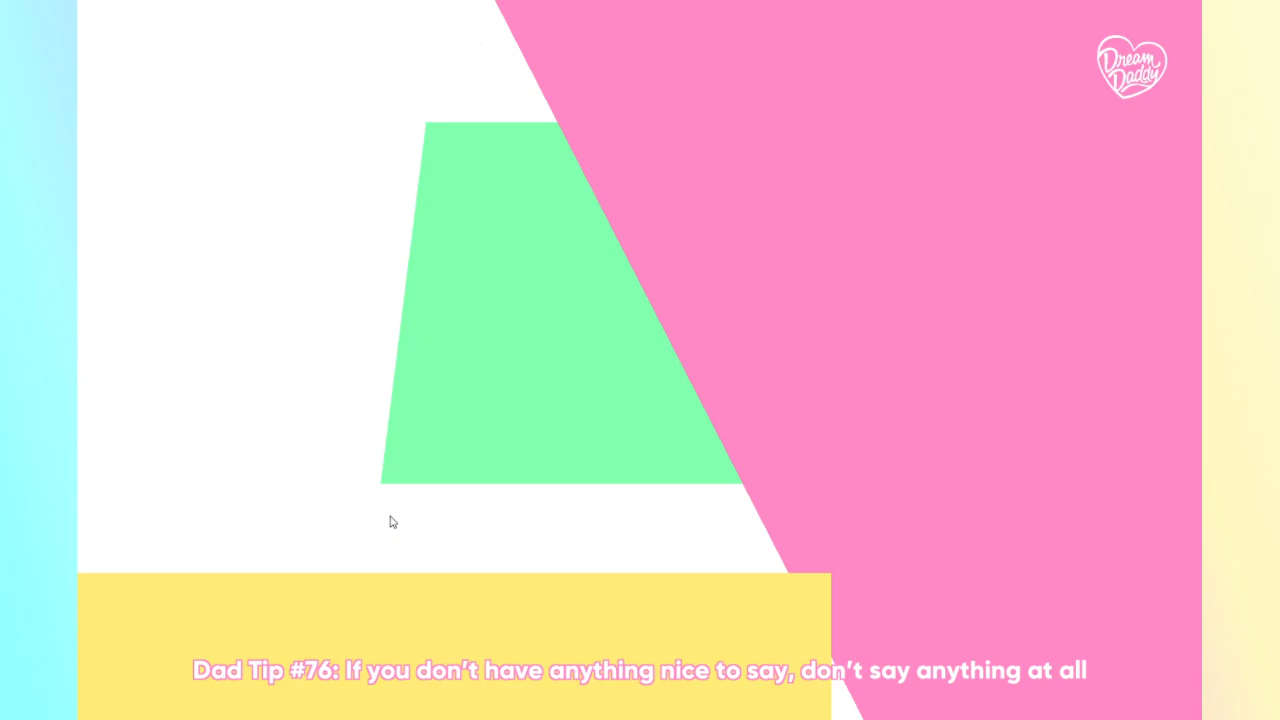 Dream
Daddy
Dad Tip #76: If you don’t have anything nice to say, don’t say anything at all